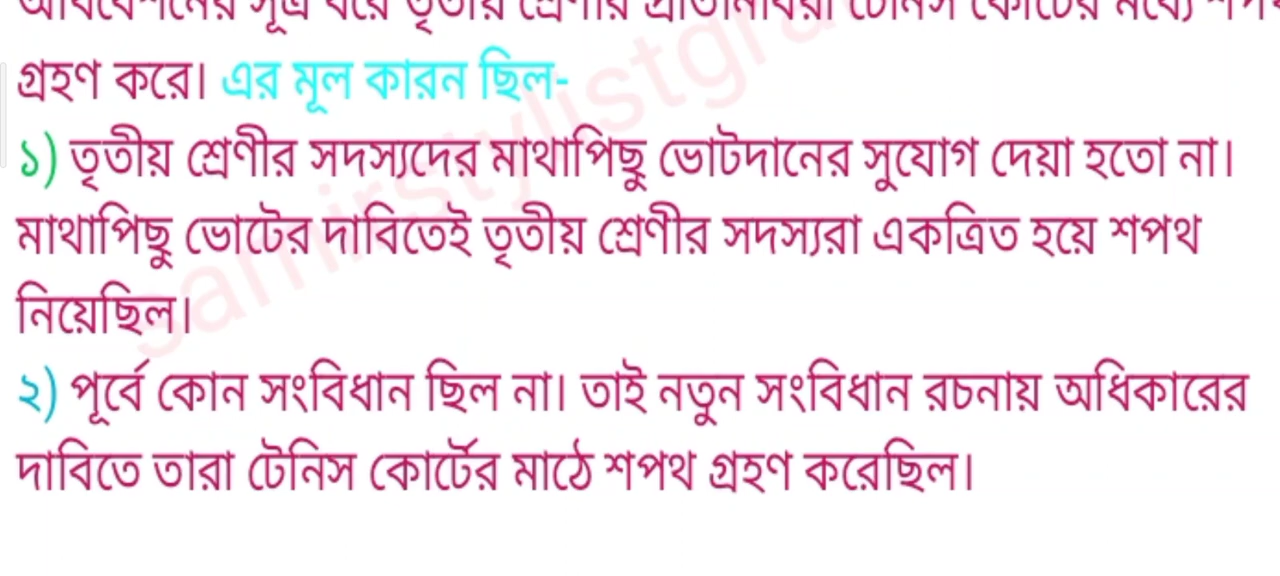 গ্রহণ করে। এর মূল কারন ছিল-
১) তৃতীয় শ্রেণীর সদস্যদের মাথাপিছু ভোটদানের সুযোগ দেয়া হতো না।
মাথাপিছু ভোটের দাবিতেই তৃতীয় শ্রেণীর সদস্যরা একত্রিত হয়ে শপথ
নিয়েছিল।
২) পূর্বে কোন সংবিধান ছিল না। তাই নতুন সংবিধান রচনায় অধিকারের
দাবিতে তারা টেনিস কোর্টের মাঠে শপথ গ্রহণ করেছিল।